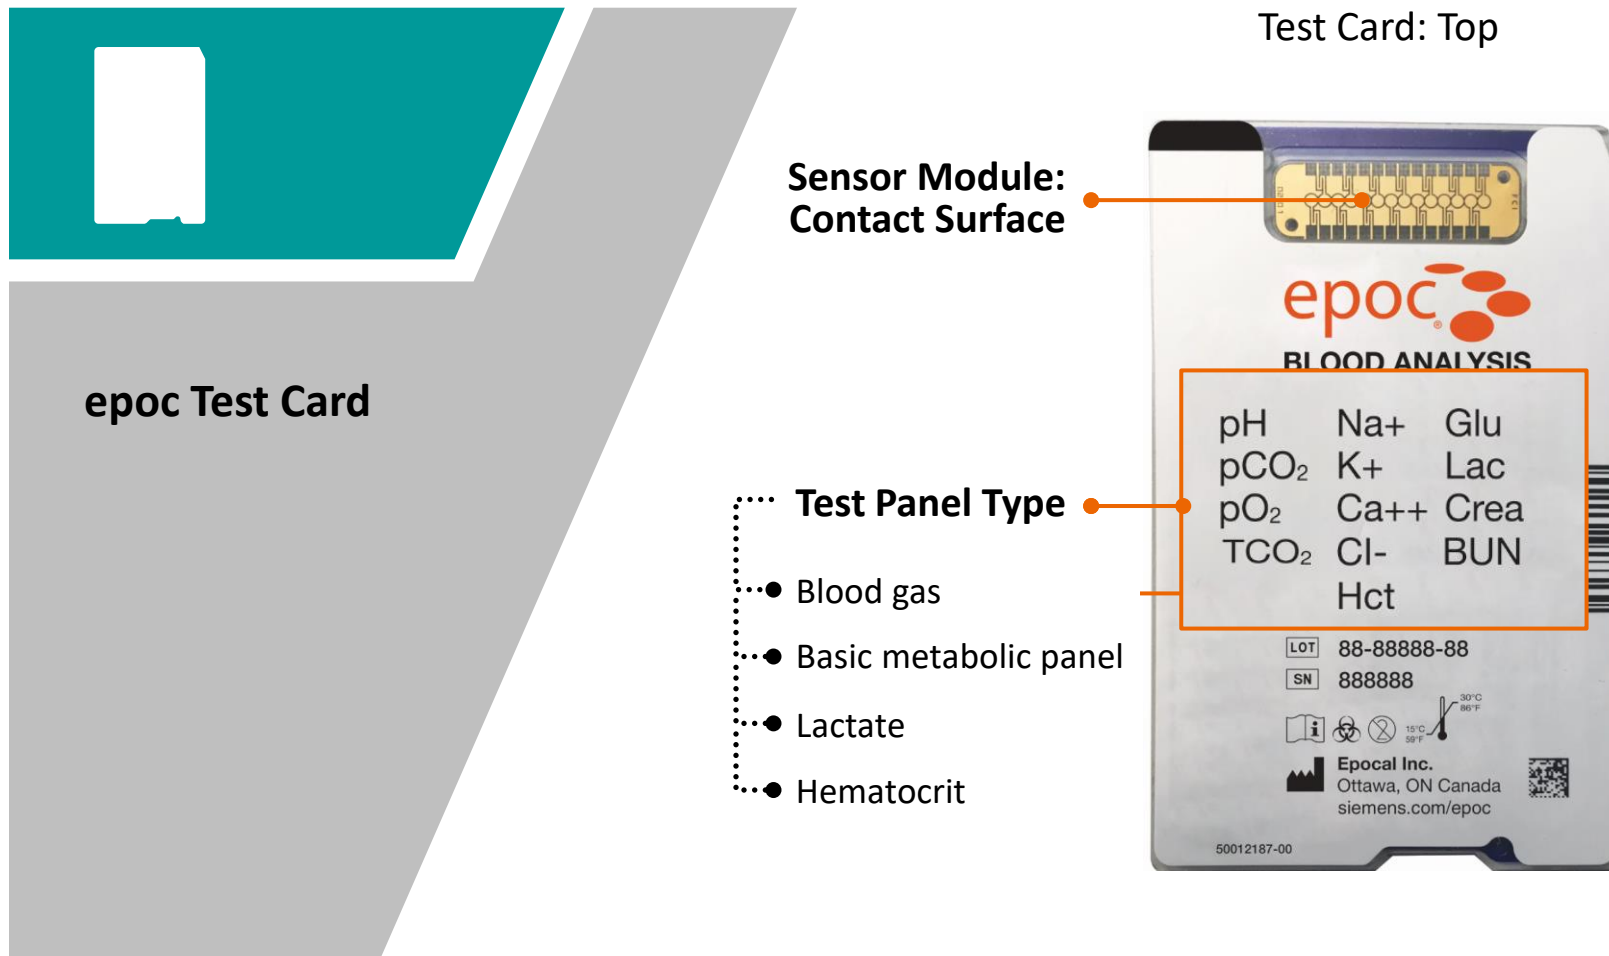 Test Card: Top
Sensor Module:
Contact Surface
epoc
BLOOD ANALYSIS
epoc Test Card
pH Na+ Glu
pCO₂ K+ Lac
Test Panel Type
pO₂ Ca++ Crea
TCO₂ Cl- BUN
Hct
Blood gas
Basic metabolic panel
Lactate
Hematocrit
LOT 88-88888-88
SN 888888
30°C
86°F
15°C
59°F
Epocal Inc.
Ottawa, ON Canada
siemens.com/epoc
50012187-00